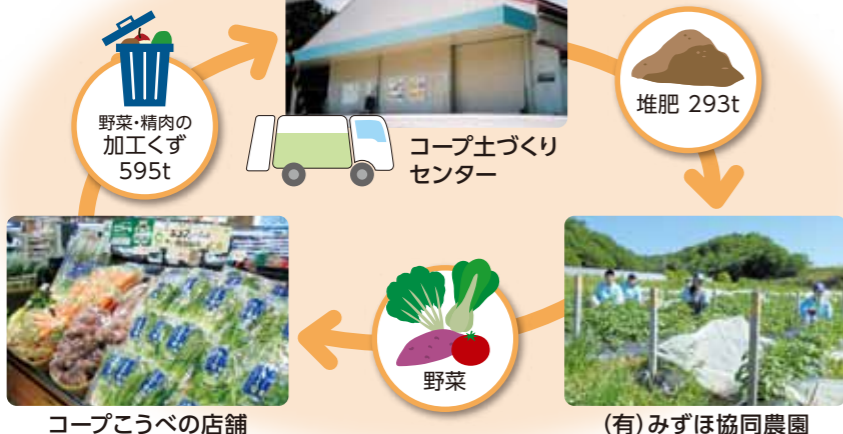 野菜・精肉の
加工くず
595t
コープ土づくり
センター
堆肥 293t
野菜
コープこうべの店舗
(有)みずほ協同農園